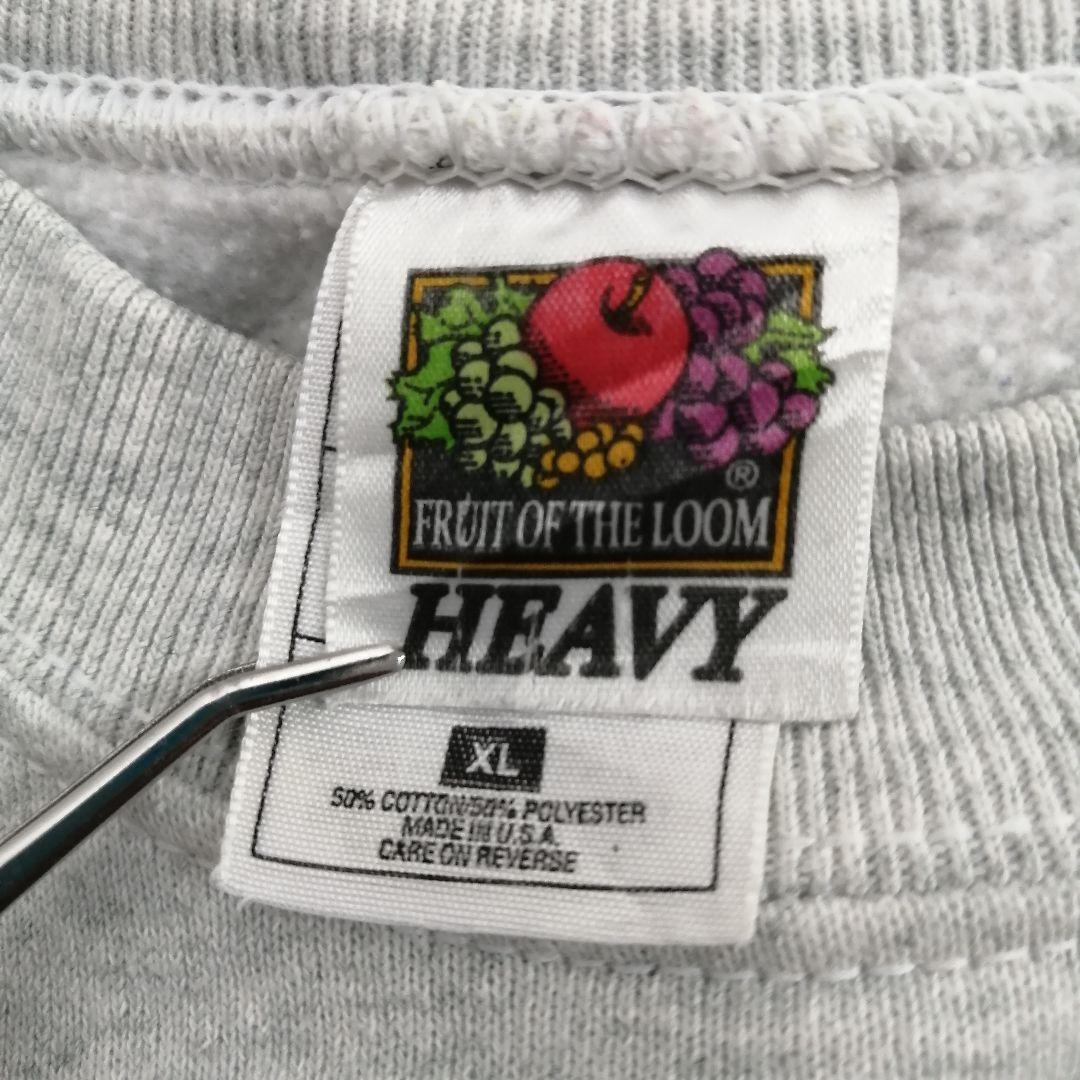 ®
FRUIT OF THE LOOM
HEAVY
XL
50% COTTON/50% POLYESTER
MADE IN U.S.A.
CARE ON REVERSE